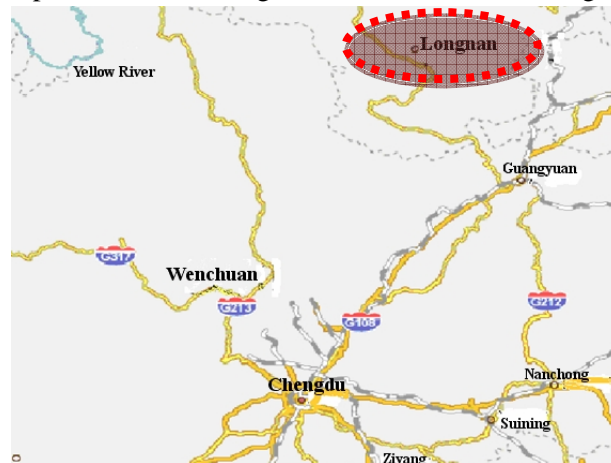 Longnan
Yellow River
Guangyuan
G317
Wenchuan
G213
G212
G108
Nanchong
Chengdu
Suining
Ziyang